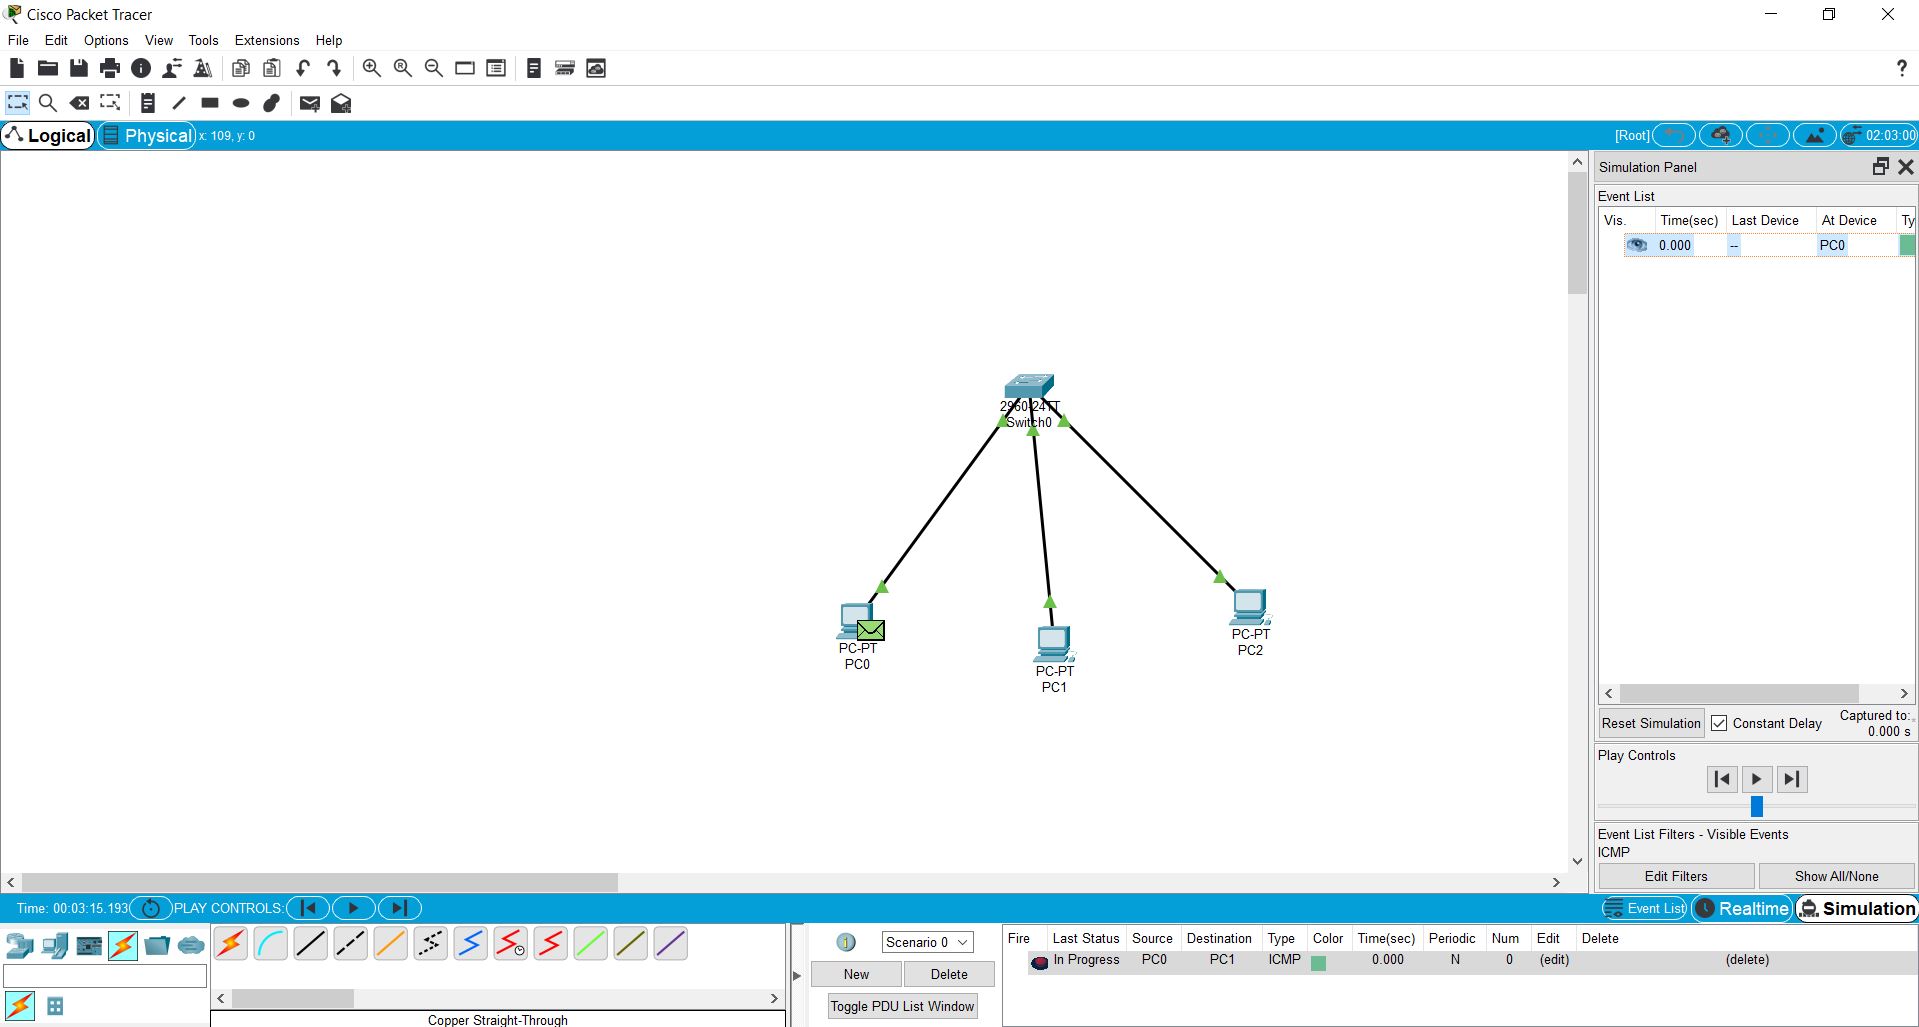 Cisco Packet Tracer
File Edit Options View Tools Extensions Help
?
Logical Physical x: 109, y: 0 [Root] 02:03:00
Simulation Panel
Event List
Vis. Time(sec) Last Device At Device Ty
0.000 -- PC0
2960-24TT
Switch0
PC-PT
PC0
PC-PT
PC1
PC-PT
PC2
Reset Simulation Constant Delay Captured to:
0.000 s
Play Controls
Event List Filters - Visible Events
ICMP
Edit Filters Show All/None
Time: 00:03:15.193 PLAY CONTROLS: Event List Realtime Simulation
Scenario 0
New Delete
Toggle PDU List Window
Fire Last Status Source Destination Type Color Time(sec) Periodic Num Edit Delete
In Progress PC0 PC1 ICMP 0.000 N 0 (edit) (delete)
Copper Straight-Through